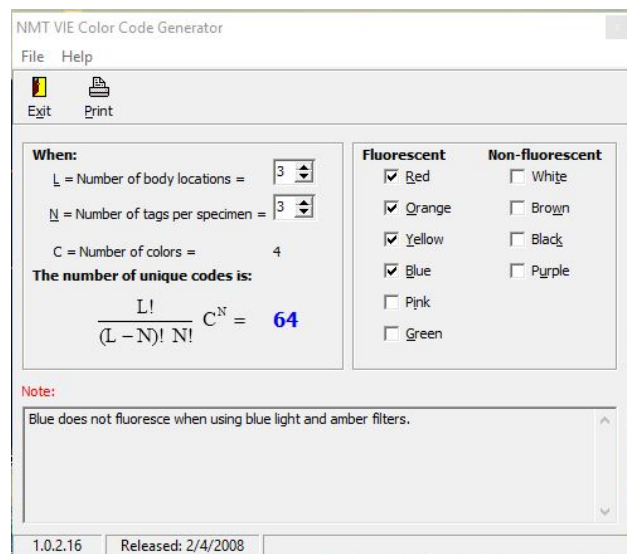 NMT VIE Color Code Generator
File Help
Exit Print
When:
L = Number of body locations = 3
N = Number of tags per specimen = 3
C = Number of colors = 4
The number of unique codes is:
L!
(L – N)! N!
C^N = 64
Fluorescent Non-fluorescent
Red White
Orange Brown
Yellow Black
Blue Purple
Pink
Green
Note:
Blue does not fluoresce when using blue light and amber filters.
1.0.2.16 Released: 2/4/2008